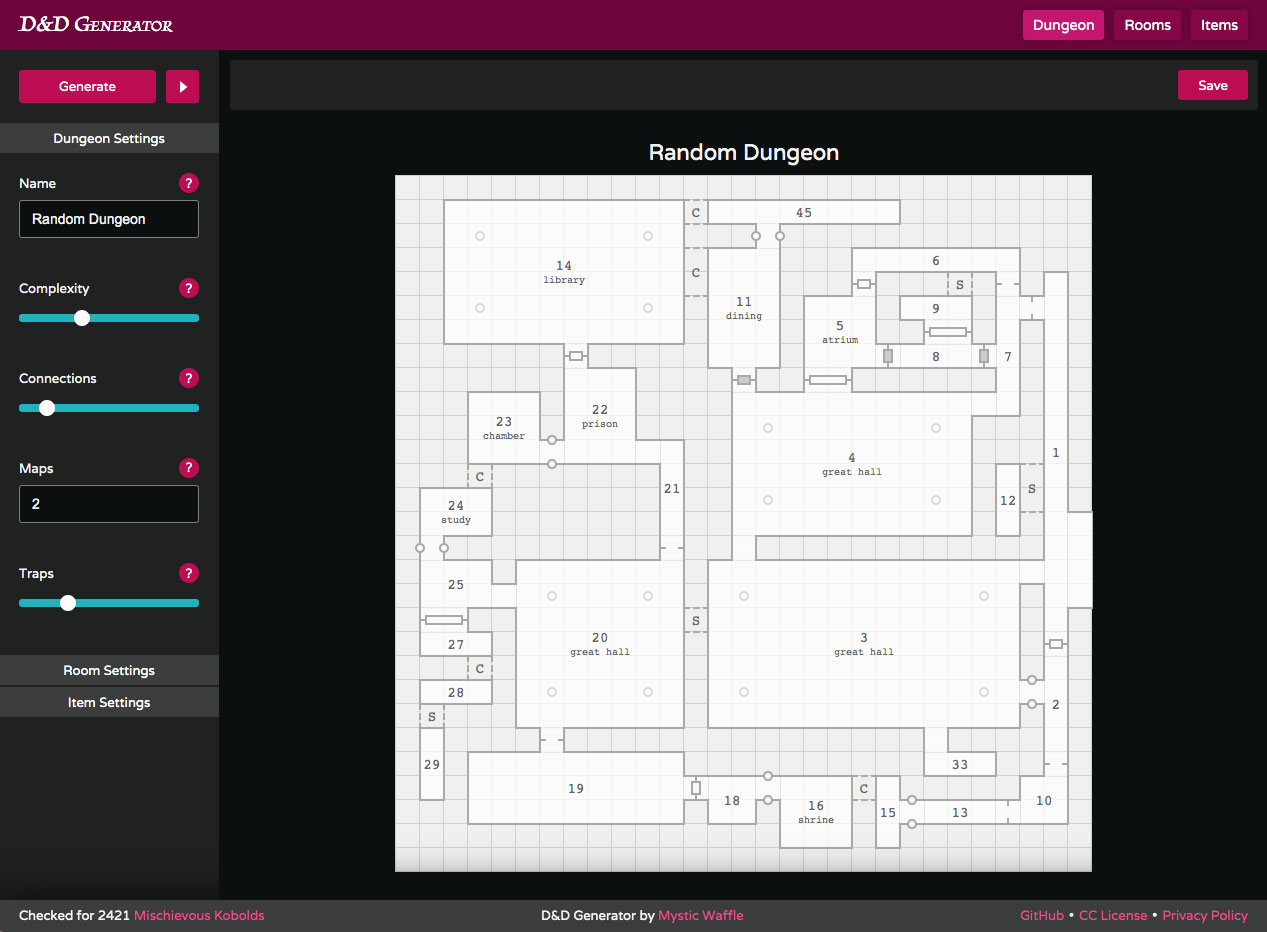 D&D Generator
Dungeon
Rooms
Items
Generate
Save
Dungeon Settings
Name
?
Random Dungeon
Complexity
?
Connections
?
Maps
?
2
Traps
?
Room Settings
Item Settings
Random Dungeon
C
45
14
library
C
6
S
11
dining
9
5
atrium
8
7
22
prison
23
chamber
4
great hall
1
C
21
S
12
24
study
25
20
great hall
S
3
great hall
27
C
28
2
S
29
19
33
18
16
shrine
C
15
13
10
Checked for 2421 Mischievous Kobolds
D&D Generator by Mystic Waffle
GitHub • CC License • Privacy Policy